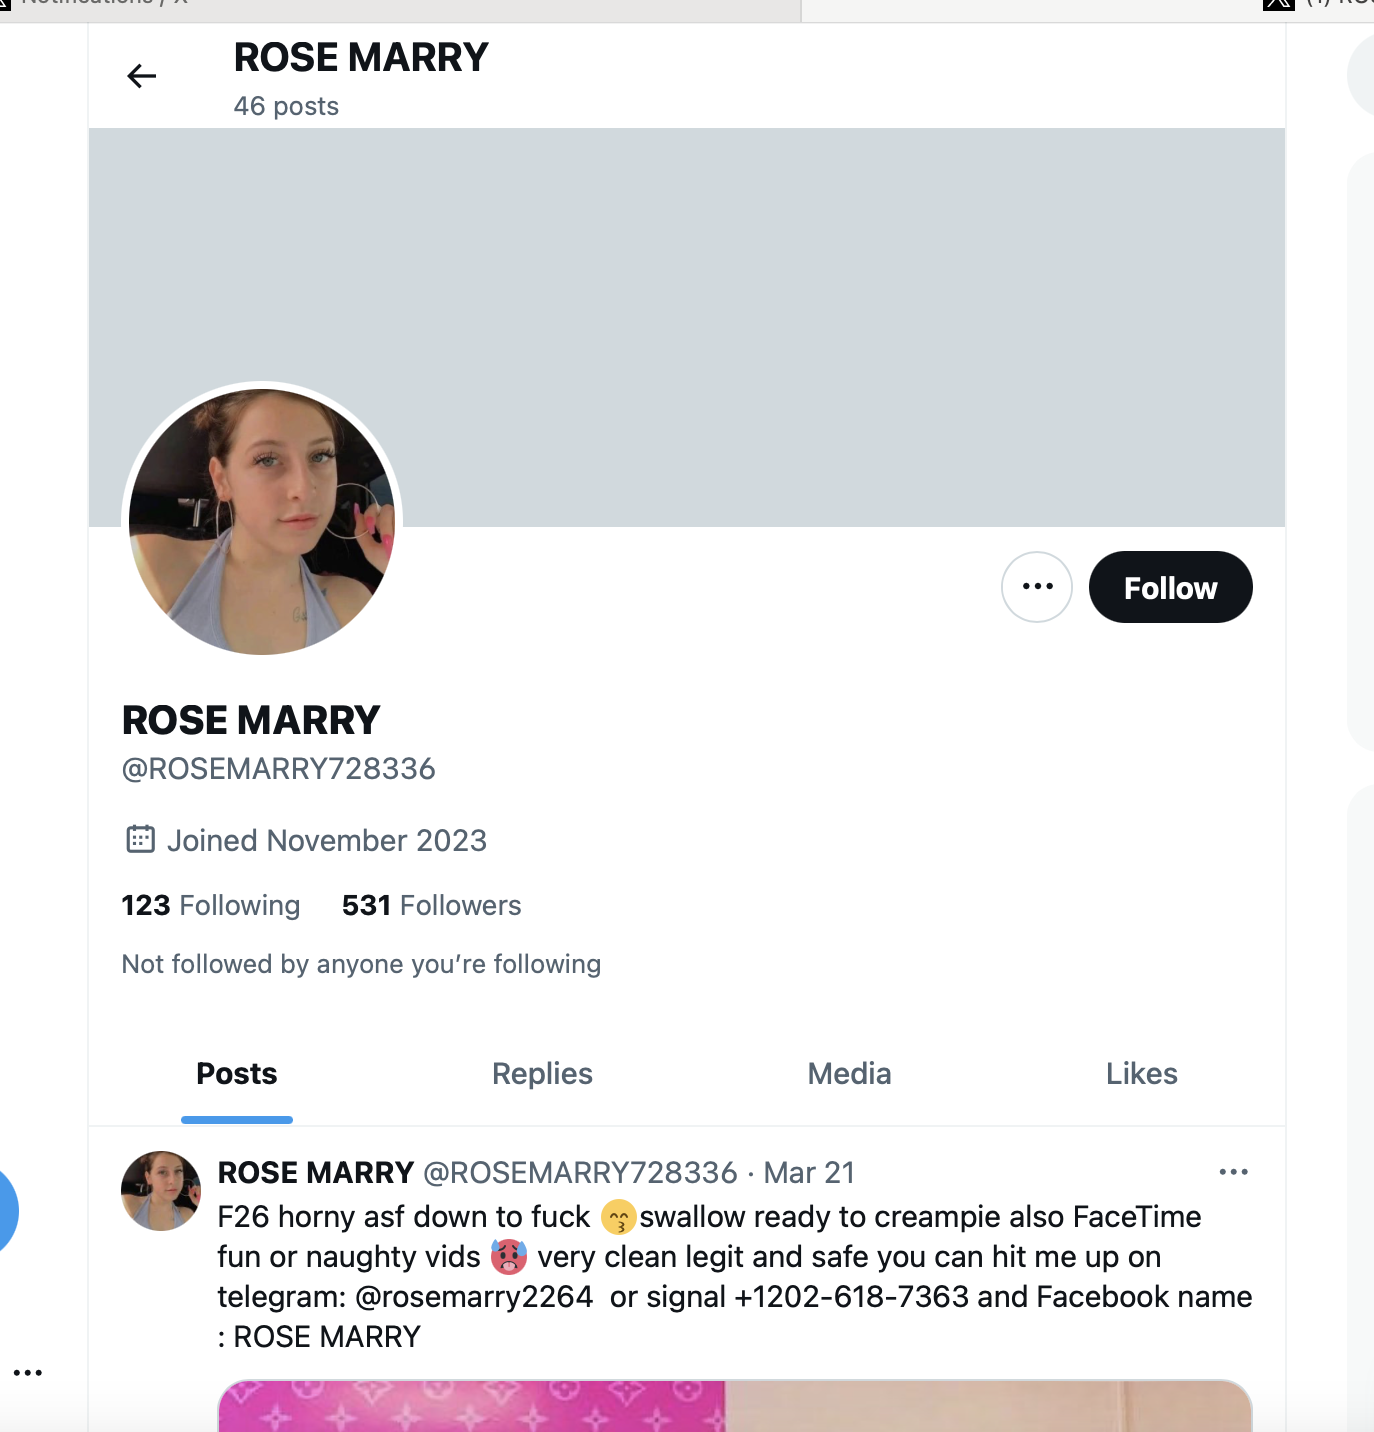 ROSE MARRY
46 posts
Follow
ROSE MARRY
@ROSEMARRY728336
Joined November 2023
123 Following 531 Followers
Not followed by anyone you're following
Posts Replies Media Likes
ROSE MARRY @ROSEMARRY728336 · Mar 21
F26 horny asf down to fuck 😙swallow ready to creampie also FaceTime
fun or naughty vids 🥵 very clean legit and safe you can hit me up on
telegram: @rosemarry2264 or signal +1202-618-7363 and Facebook name
: ROSE MARRY